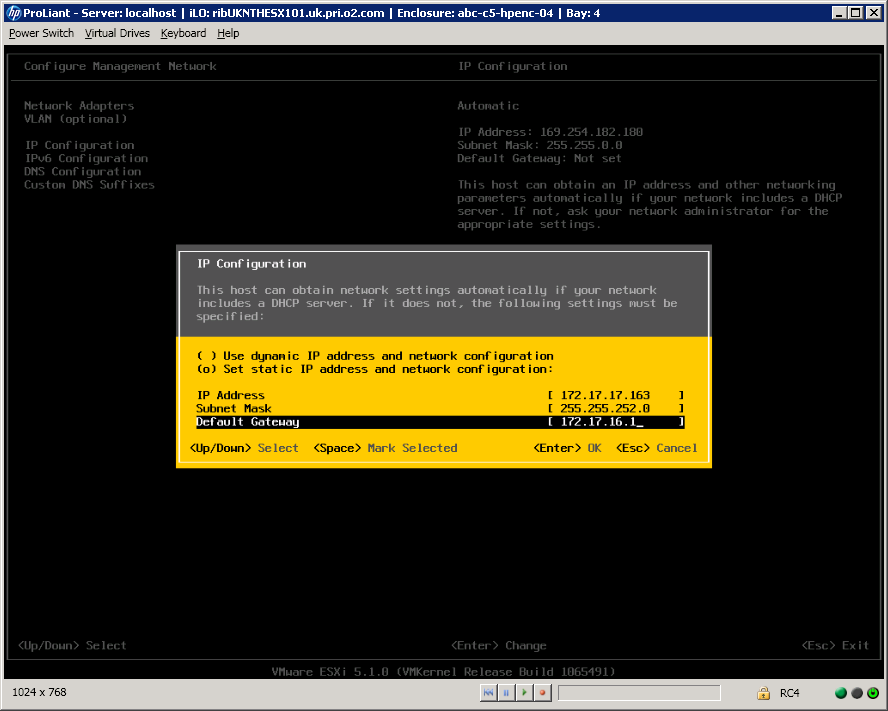 ProLiant - Server: localhost | iLO: ribUKNTHESX101.uk.pri.o2.com | Enclosure: abc-c5-hpenc-04 | Bay: 4
Power Switch Virtual Drives Keyboard Help
Configure Management Network
IP Configuration
Network Adapters
VLAN (optional)
IP Configuration
IPv6 Configuration
DNS Configuration
Custom DNS Suffixes
Automatic
IP Address: 169.254.182.180
Subnet Mask: 255.255.0.0
Default Gateway: Not set
This host can obtain an IP address and other networking
parameters automatically if your network includes a DHCP
server. If not, ask your network administrator for the
appropriate settings.
IP Configuration
This host can obtain network settings automatically if your network
includes a DHCP server. If it does not, the following settings must be
specified:
( ) Use dynamic IP address and network configuration
(o) Set static IP address and network configuration:
IP Address [ 172.17.17.163 ]
Subnet Mask [ 255.255.252.0 ]
Default Gateway [ 172.17.16.1_ ]
<Up/Down> Select <Space> Mark Selected <Enter> OK <Esc> Cancel
<Up/Down> Select <Enter> Change <Esc> Exit
VMware ESXi 5.1.0 (VMKernel Release Build 1065491)
1024 x 768 RC4